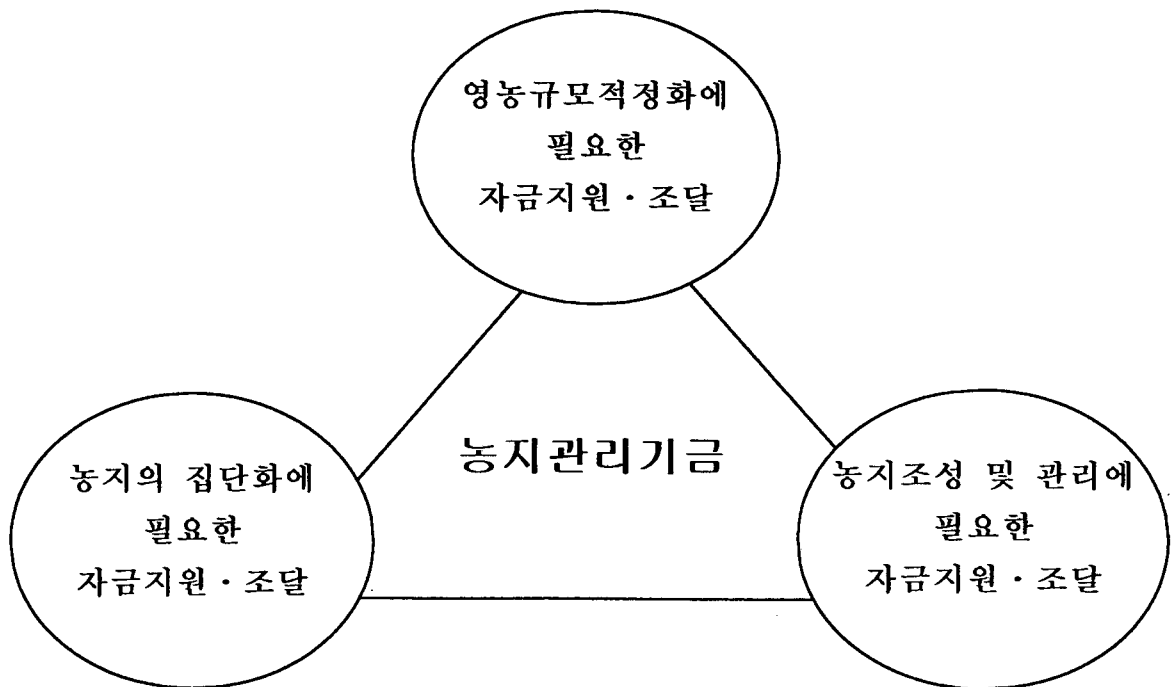 영농규모적정화에
필요한
자금지원·조달
농지관리기금
농지의 집단화에
필요한
자금지원·조달
농지조성 및 관리에
필요한
자금지원·조달